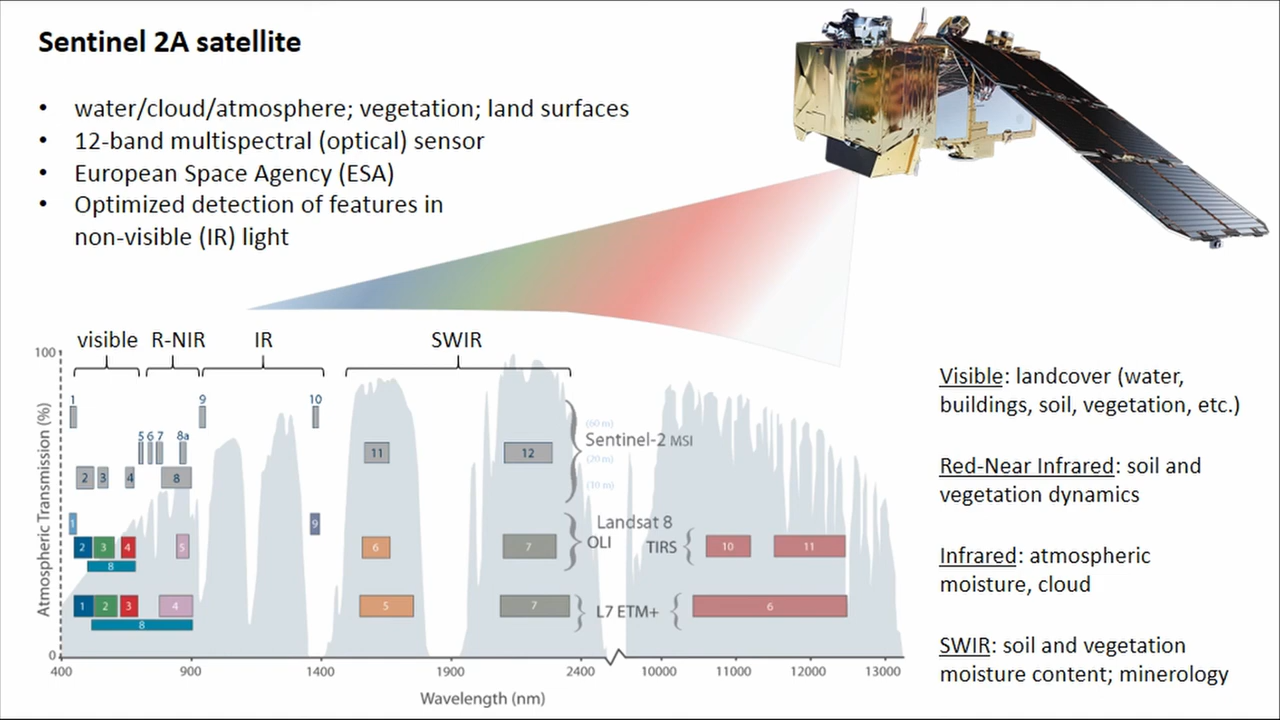 Sentinel 2A satellite
• water/cloud/atmosphere; vegetation; land surfaces
• 12-band multispectral (optical) sensor
• European Space Agency (ESA)
• Optimized detection of features in
non-visible (IR) light
visible R-NIR IR SWIR
100
Atmospheric Transmission (%)
0
1 9 10
(60 m)
5 6 7 8a
11 12
Sentinel-2 MSI
(20 m)
2 3 4 8
(10 m)
1 9
Landsat 8
2 3 4 5 6 7
OLI
TIRS
10 11
8
1 2 3 4 5 7
L7 ETM+
6
8
400 900 1400 1900 2400 10000 11000 12000 13000
Wavelength (nm)
Visible: landcover (water,
buildings, soil, vegetation, etc.)
Red-Near Infrared: soil and
vegetation dynamics
Infrared: atmospheric
moisture, cloud
SWIR: soil and vegetation
moisture content; minerology